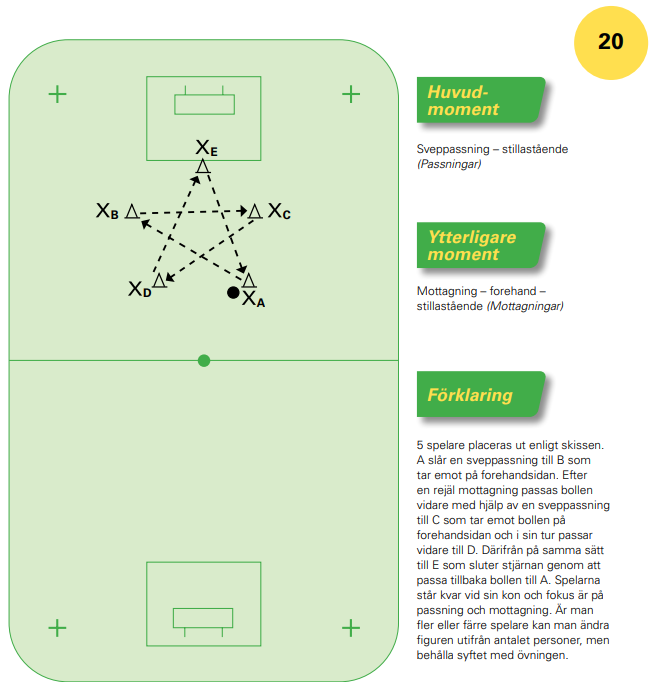 20
Huvud-
moment
Sveppassning – stillastående
(Passningar)
Ytterligare
moment
Mottagning – forehand –
stillastående (Mottagningar)
Förklaring
5 spelare placeras ut enligt skissen.
A slår en sveppassning till B som
tar emot på forehandsidan. Efter
en rejäl mottagning passas bollen
vidare med hjälp av en sveppassning
till C som tar emot bollen på
forehandsidan och i sin tur passar
vidare till D. Därifrån på samma sätt
till E som sluter stjärnan genom att
passa tillbaka bollen till A. Spelarna
står kvar vid sin kon och fokus är på
passning och mottagning. Är man
fler eller färre spelare kan man ändra
figuren utifrån antalet personer, men
behålla syftet med övningen.
XE
XB
XC
XD
XA